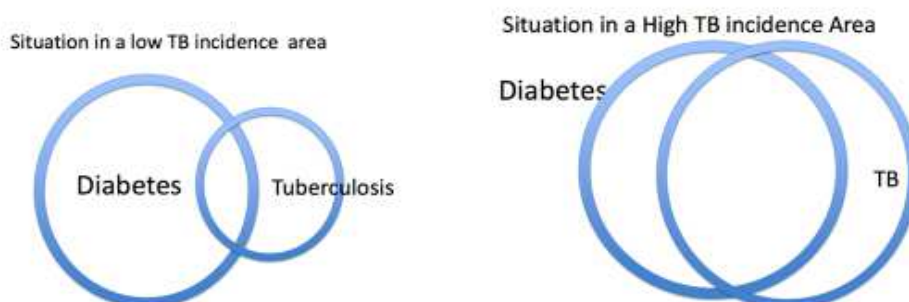 Situation in a low TB incidence area
Diabetes
Tuberculosis
Situation in a High TB incidence Area
Diabetes
TB